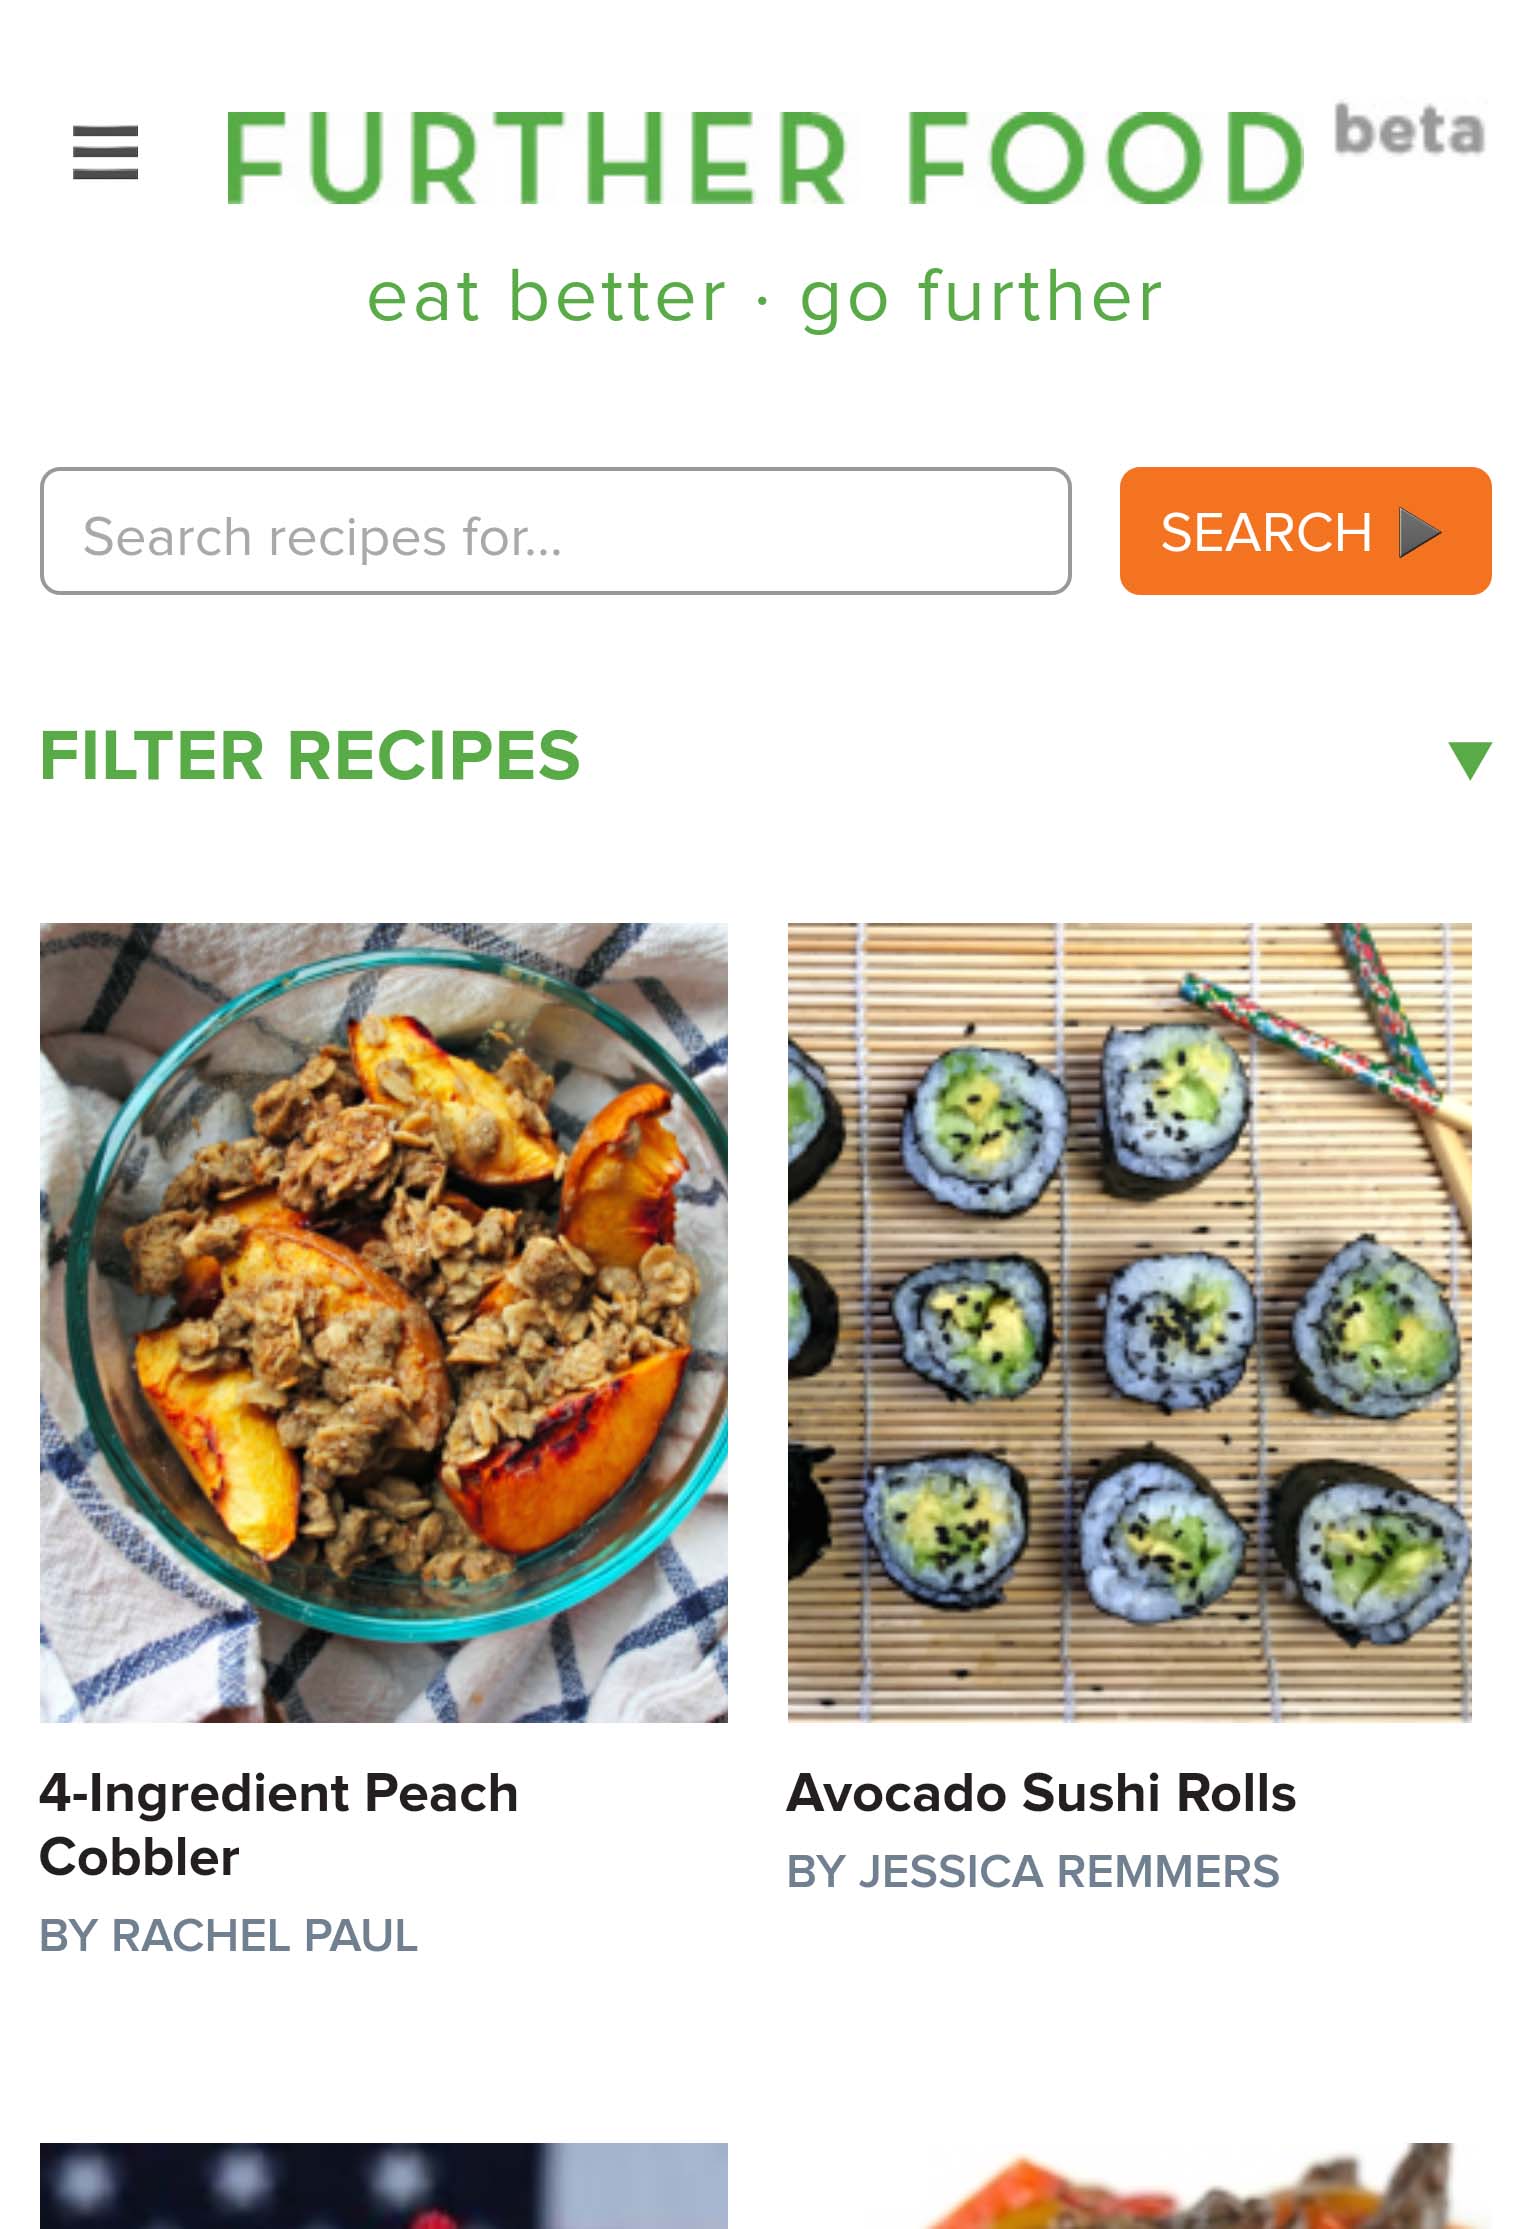 FURTHER FOOD beta
eat better · go further
Search recipes for...
SEARCH
FILTER RECIPES
4-Ingredient Peach
Cobbler
BY RACHEL PAUL
Avocado Sushi Rolls
BY JESSICA REMMERS